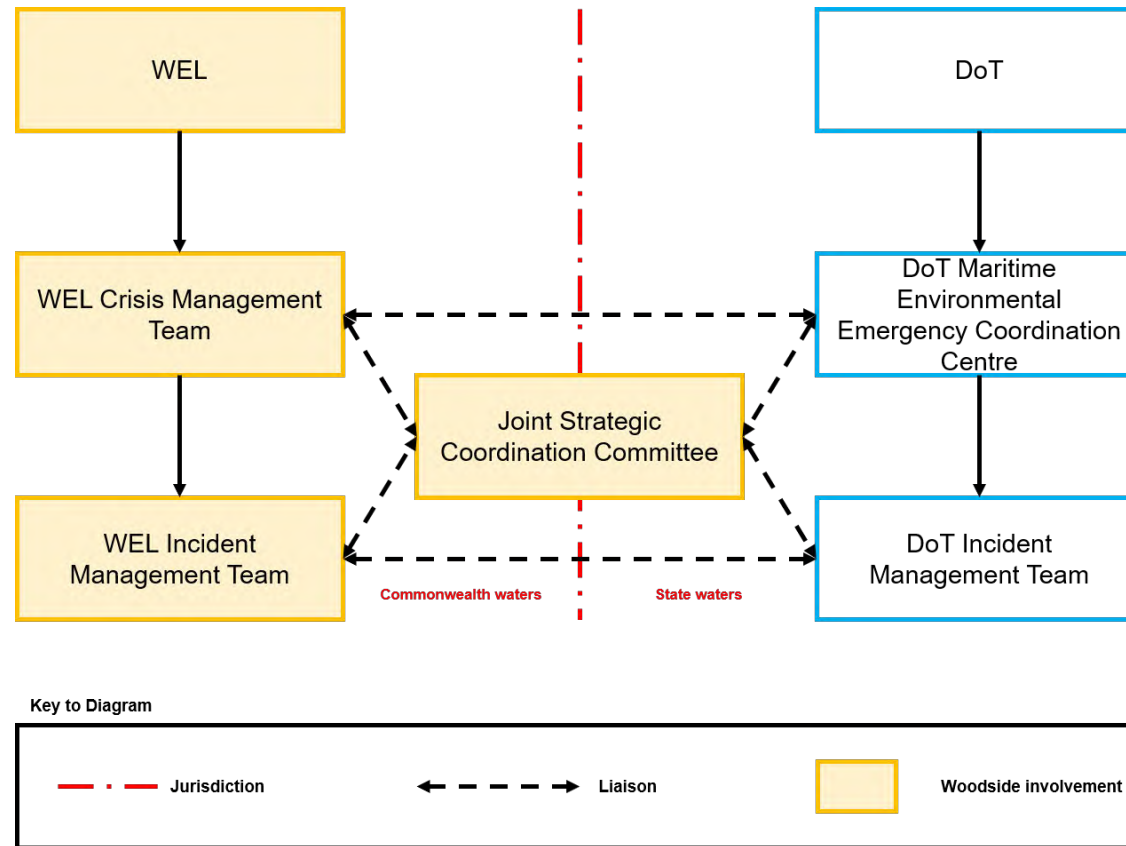 WEL
DoT
WEL Crisis Management
Team
DoT Maritime
Environmental
Emergency Coordination
Centre
Joint Strategic
Coordination Committee
WEL Incident
Management Team
DoT Incident
Management Team
Commonwealth waters
State waters
Key to Diagram
Jurisdiction
Liaison
Woodside involvement